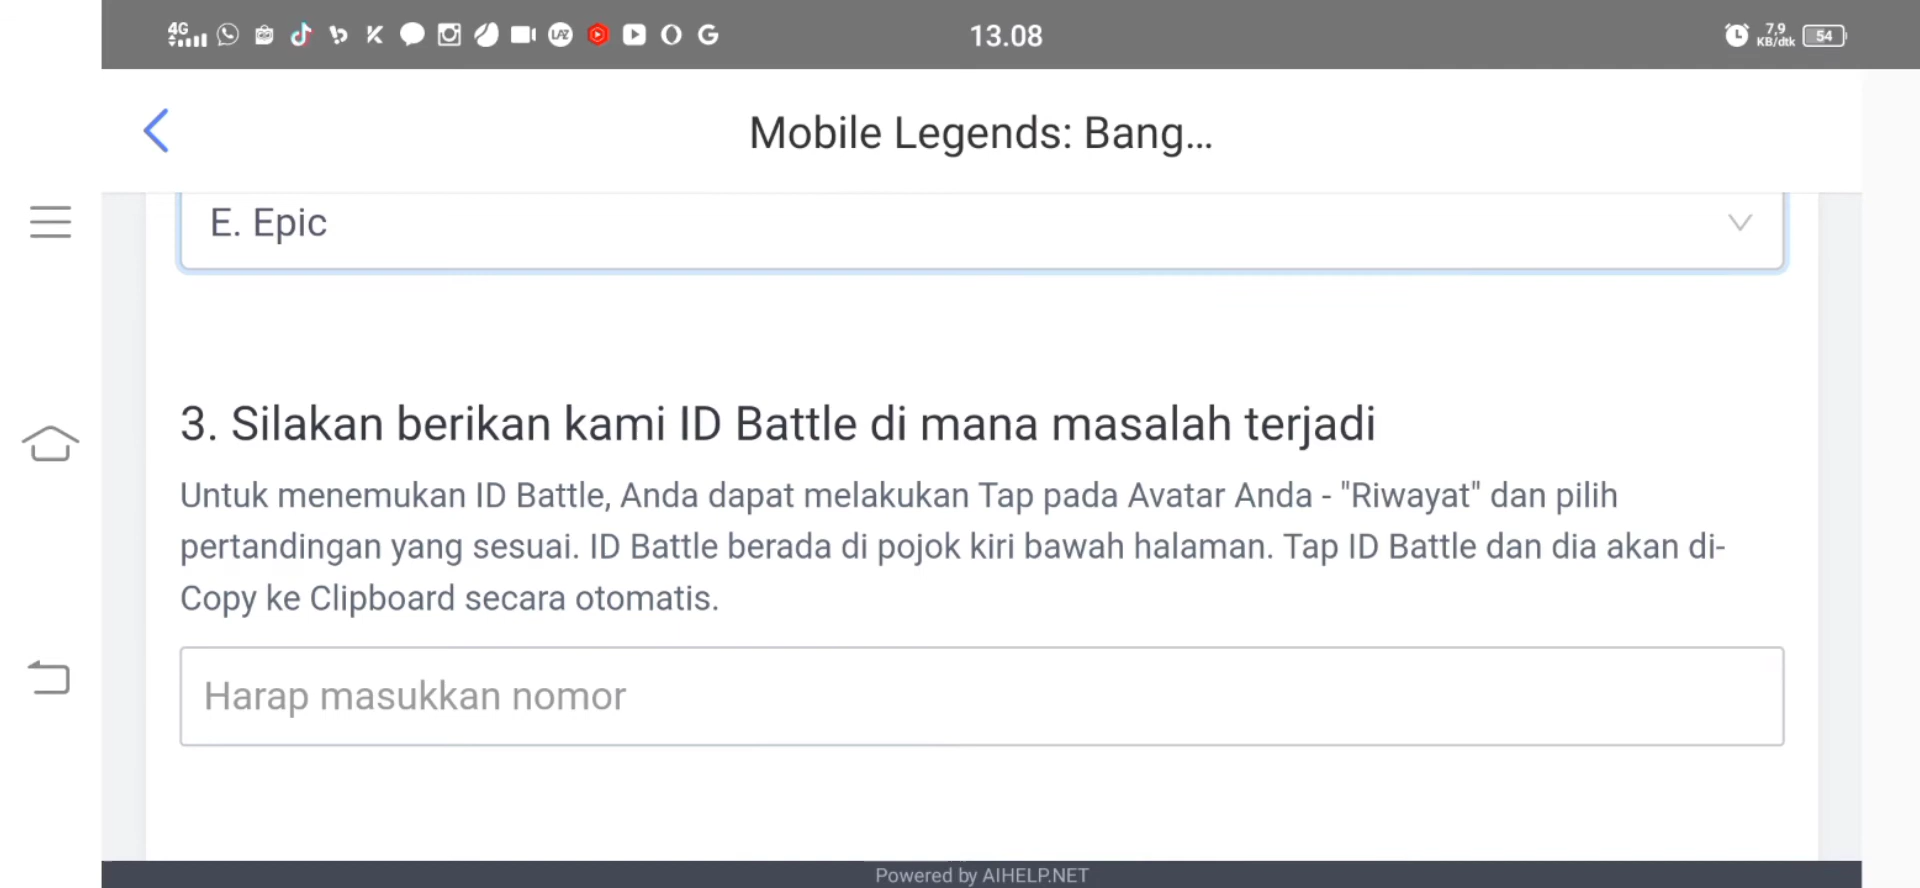 4G
LAZ
13.08
7,9
KB/dtk
54
Mobile Legends: Bang...
E. Epic
3. Silakan berikan kami ID Battle di mana masalah terjadi
Untuk menemukan ID Battle, Anda dapat melakukan Tap pada Avatar Anda - "Riwayat" dan pilih
pertandingan yang sesuai. ID Battle berada di pojok kiri bawah halaman. Tap ID Battle dan dia akan di-
Copy ke Clipboard secara otomatis.
Harap masukkan nomor
Powered by AIHELP.NET